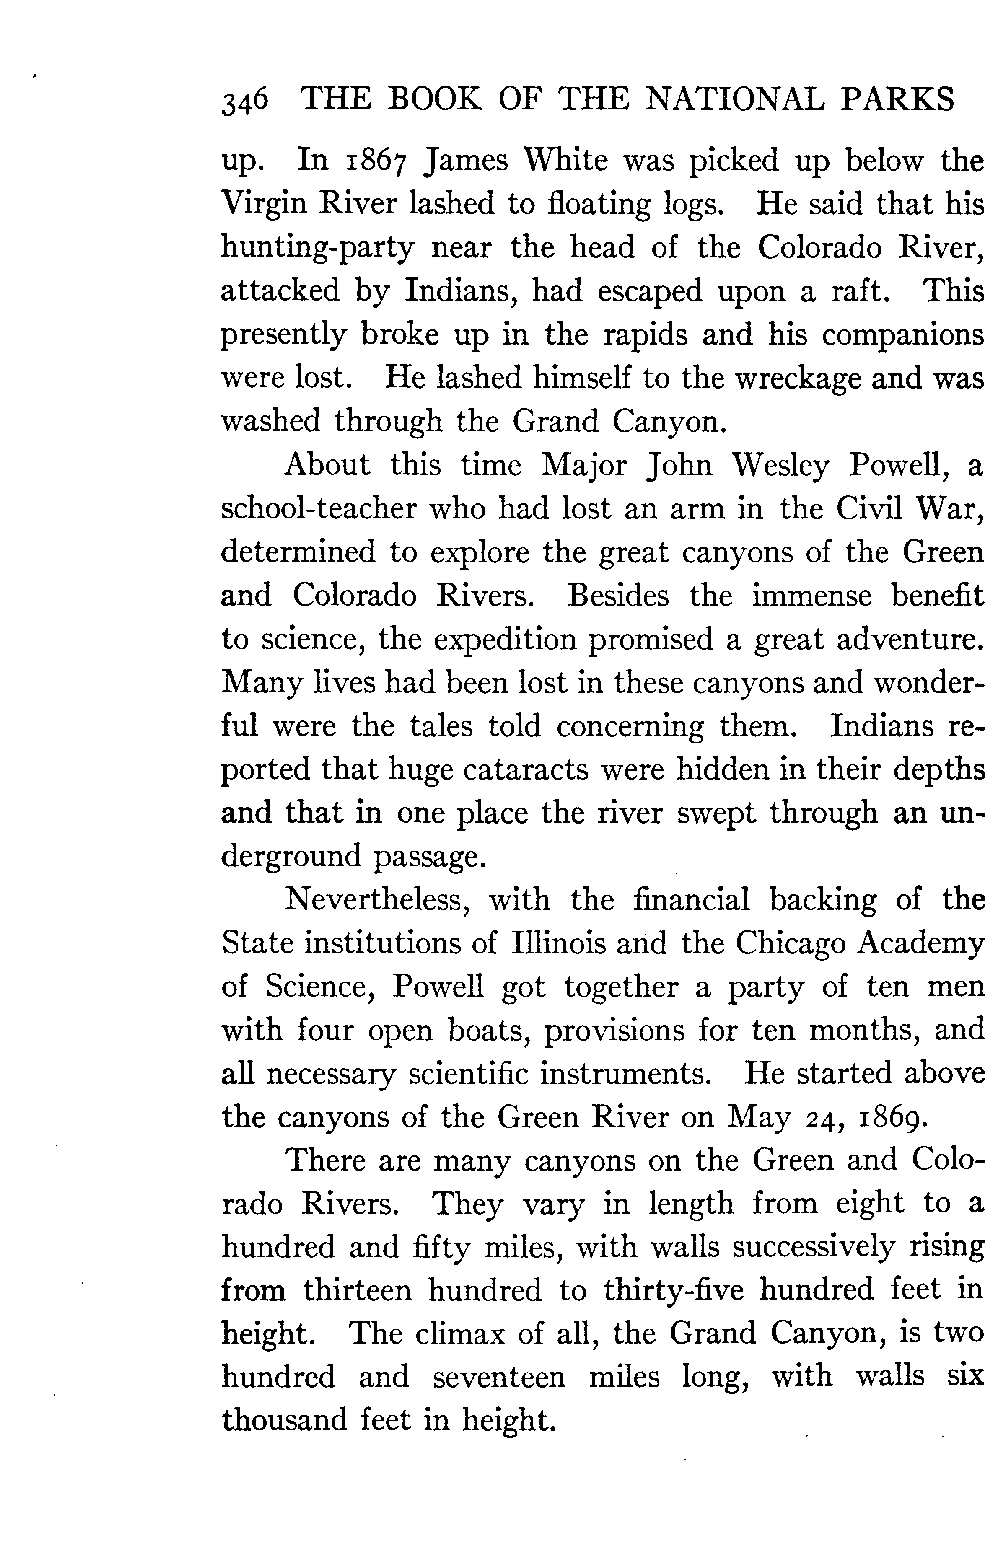 346 THE BOOK OF THE NATIONAL PARKS
up. In 1867 James White was picked up below the
Virgin River lashed to floating logs. He said that his
hunting-party near the head of the Colorado River,
attacked by Indians, had escaped upon a raft. This
presently broke up in the rapids and his companions
were lost. He lashed himself to the wreckage and was
washed through the Grand Canyon.
About this time Major John Wesley Powell, a
school-teacher who had lost an arm in the Civil War,
determined to explore the great canyons of the Green
and Colorado Rivers. Besides the immense benefit
to science, the expedition promised a great adventure.
Many lives had been lost in these canyons and wonder-
ful were the tales told concerning them. Indians re-
ported that huge cataracts were hidden in their depths
and that in one place the river swept through an un-
derground passage.
Nevertheless, with the financial backing of the
State institutions of Illinois and the Chicago Academy
of Science, Powell got together a party of ten men
with four open boats, provisions for ten months, and
all necessary scientific instruments. He started above
the canyons of the Green River on May 24, 1869.
There are many canyons on the Green and Colo-
rado Rivers. They vary in length from eight to a
hundred and fifty miles, with walls successively rising
from thirteen hundred to thirty-five hundred feet in
height. The climax of all, the Grand Canyon, is two
hundred and seventeen miles long, with walls six
thousand feet in height.